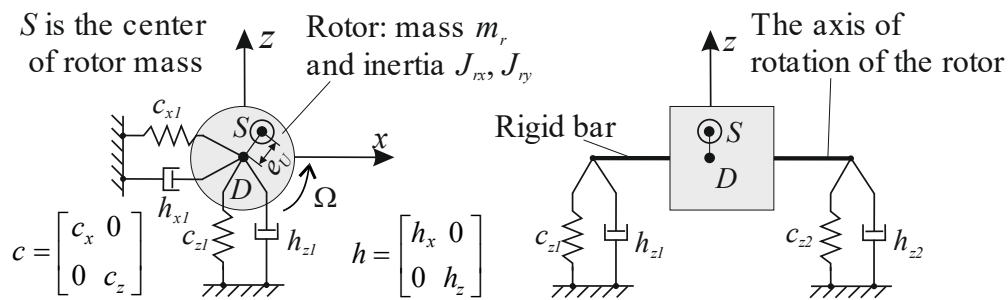 S is the center
of rotor mass
z
Rotor: mass m_r
and inertia J_rx, J_ry
z
The axis of
rotation of the rotor
c_x1
S
x
e_U
D
Ω
h_x1
c_z1
h_z1
c = [c_x 0
0 c_z]
h = [h_x 0
0 h_z]
Rigid bar
S
D
c_z1
h_z1
c_z2
h_z2